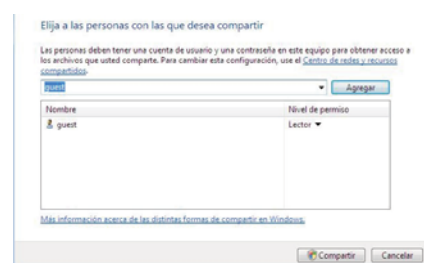 Elija a las personas con las que desea compartir
Las personas deben tener una cuenta de usuario y una contraseña en este equipo para obtener acceso a
los archivos que usted comparte. Para cambiar esta configuración, use el Centro de redes y recursos
compartidos.
guest
Agregar
Nombre Nivel de permiso
guest Lector
Más información acerca de las distintas formas de compartir en Windows.
Compartir Cancelar